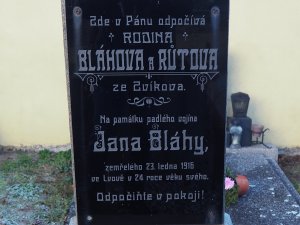 Zde v Pánu odpočívá
RODINA
BLÁHOVA A RŮTOVA
ze Zvíkova.
Na památku padlého vojína
Jana Bláhy,
zemřelého 23. ledna 1916
ve Lvově v 24 roce věku svého.
Odpočiňte v pokoji!